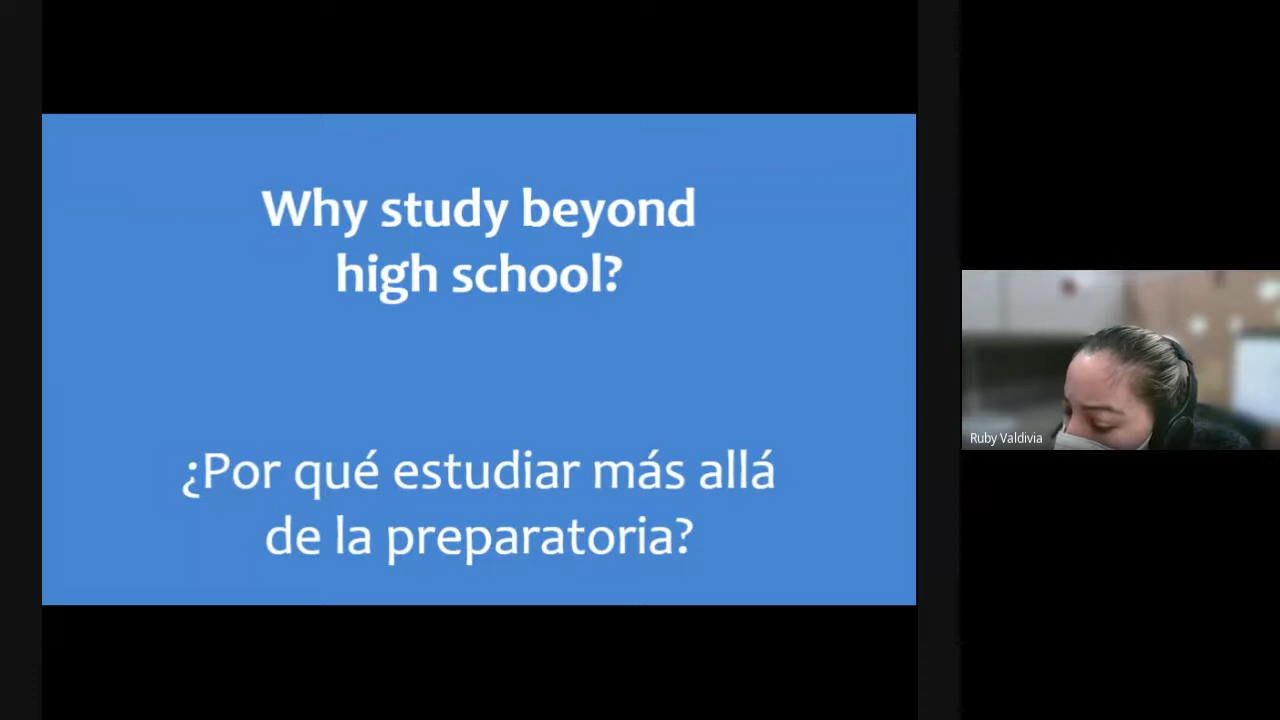 Why study beyond
high school?
¿Por qué estudiar más allá
de la preparatoria?
Ruby Valdivia